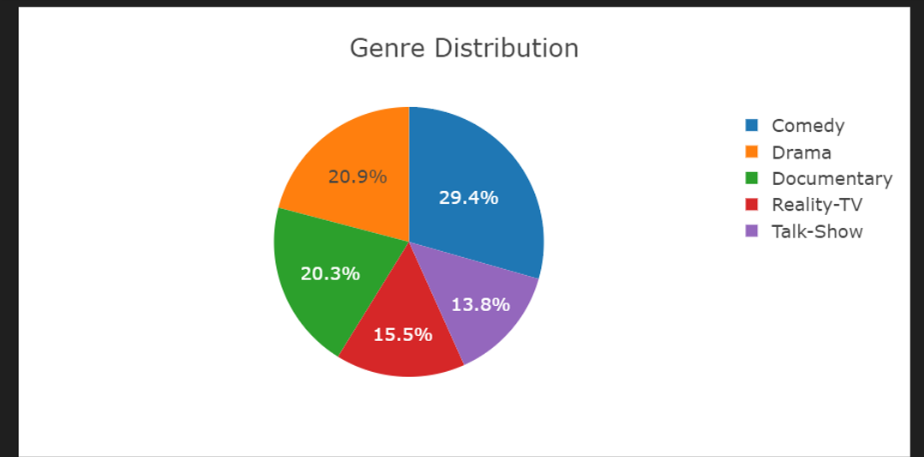 Genre Distribution
Comedy
Drama
Documentary
Reality-TV
Talk-Show
20.9%
29.4%
20.3%
13.8%
15.5%